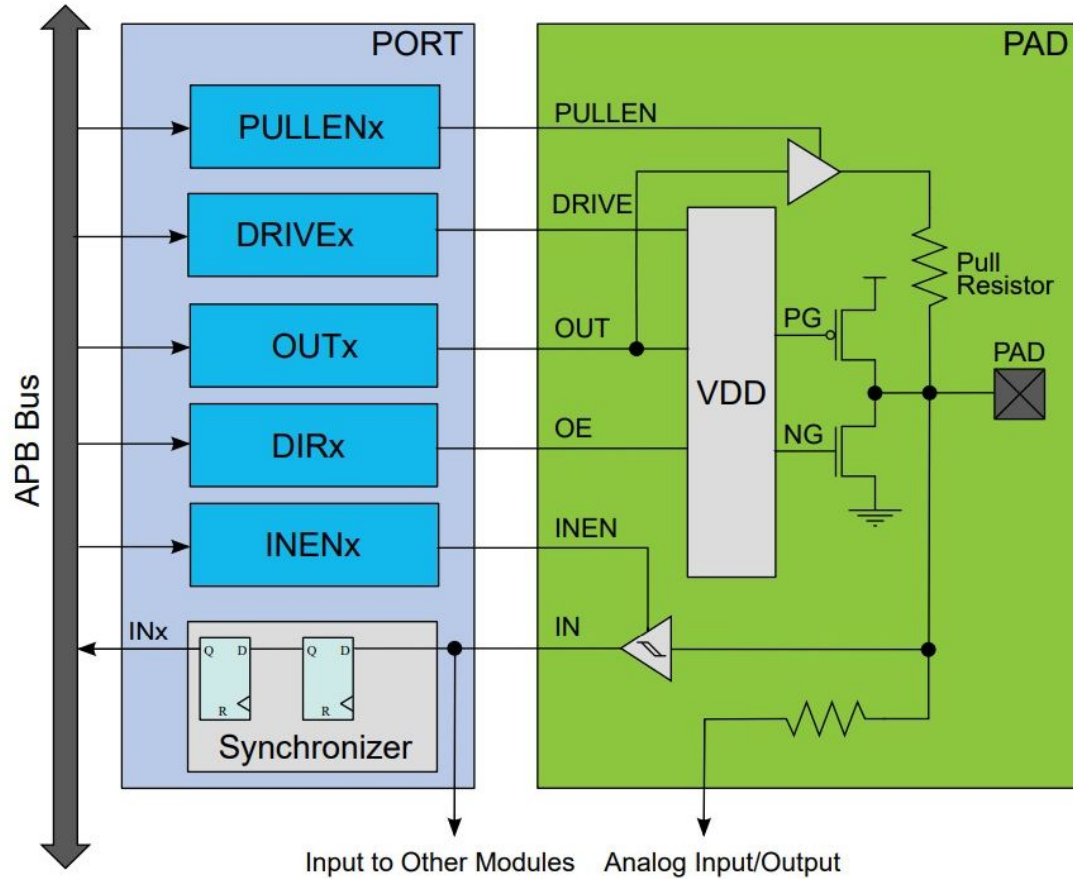 PORT
PAD
APB Bus
PULLENx
PULLEN
DRIVEx
DRIVE
Pull
Resistor
OUTx
OUT
VDD
PG
PAD
DIRx
OE
NG
INENx
INEN
INx
IN
Q D
Q D
R
R
Synchronizer
Input to Other Modules
Analog Input/Output